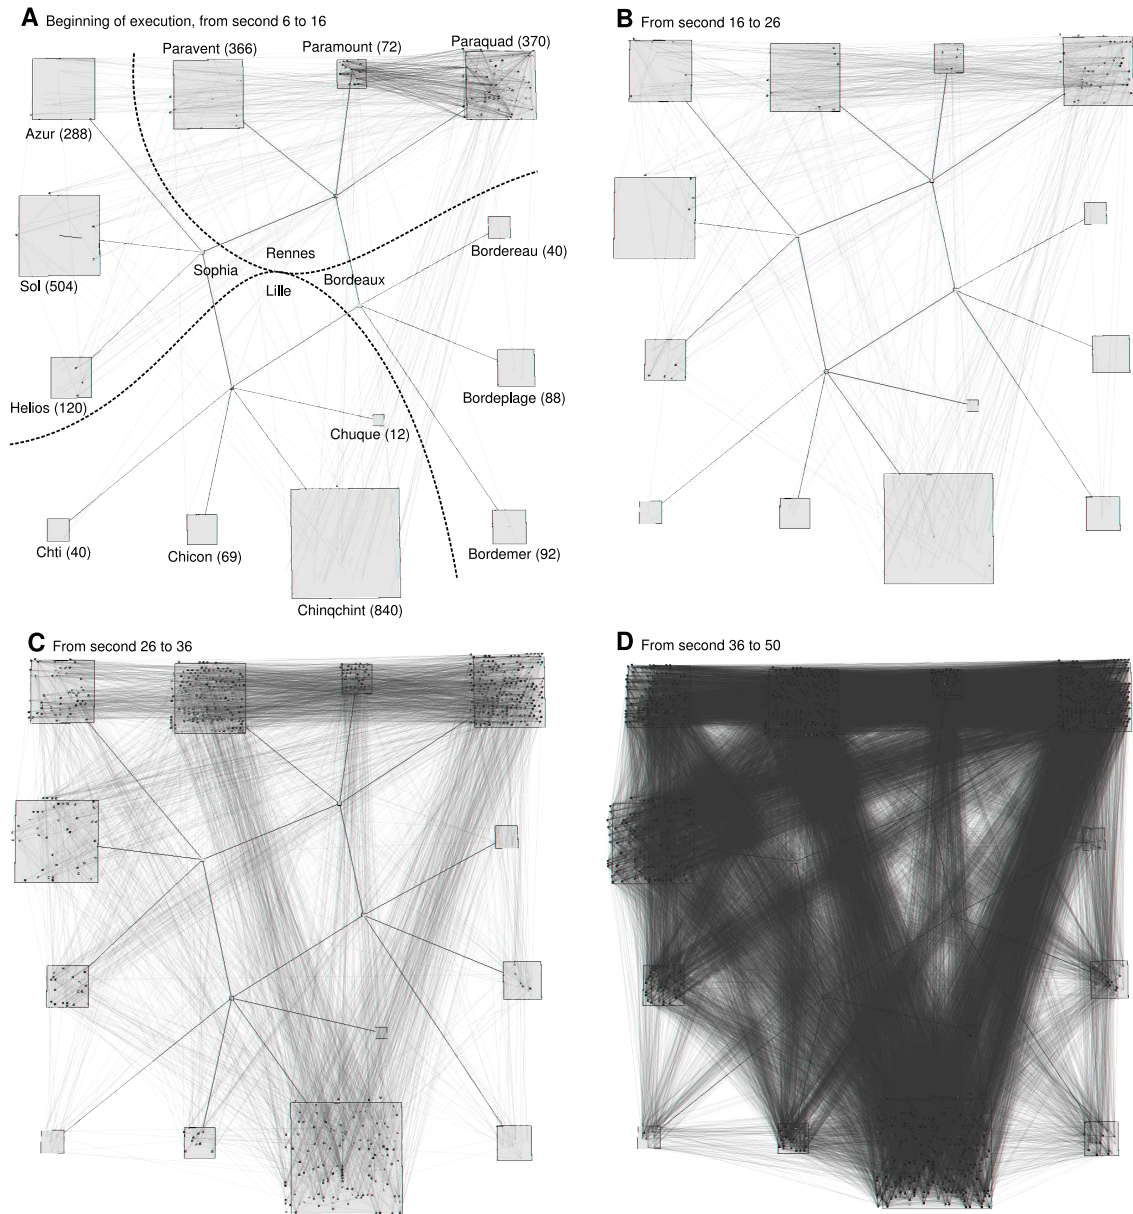 A Beginning of execution, from second 6 to 16
B From second 16 to 26
Paravent (366)
Paramount (72)
Paraquad (370)
Azur (288)
Bordereau (40)
Rennes
Sophia
Bordeaux
Sol (504)
Lille
Bordeplage (88)
Helios (120)
Chuque (12)
Chti (40)
Chicon (69)
Bordemer (92)
Chinqchint (840)
C From second 26 to 36
D From second 36 to 50